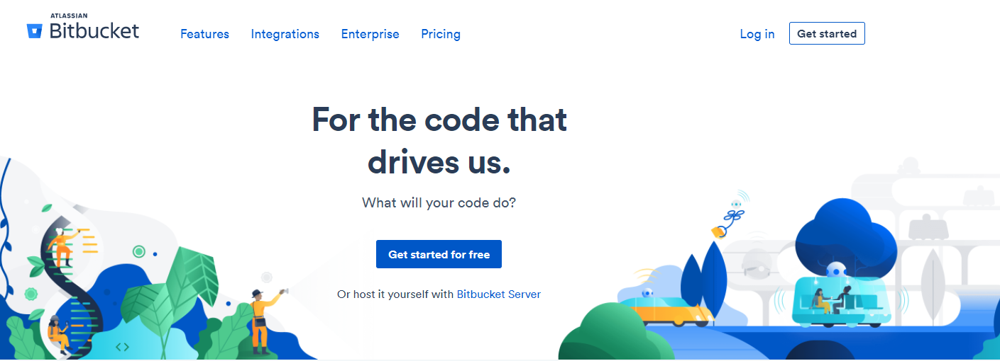 ATLASSIAN
Bitbucket
Features Integrations Enterprise Pricing
Log in Get started
For the code that
drives us.
What will your code do?
Get started for free
Or host it yourself with Bitbucket Server